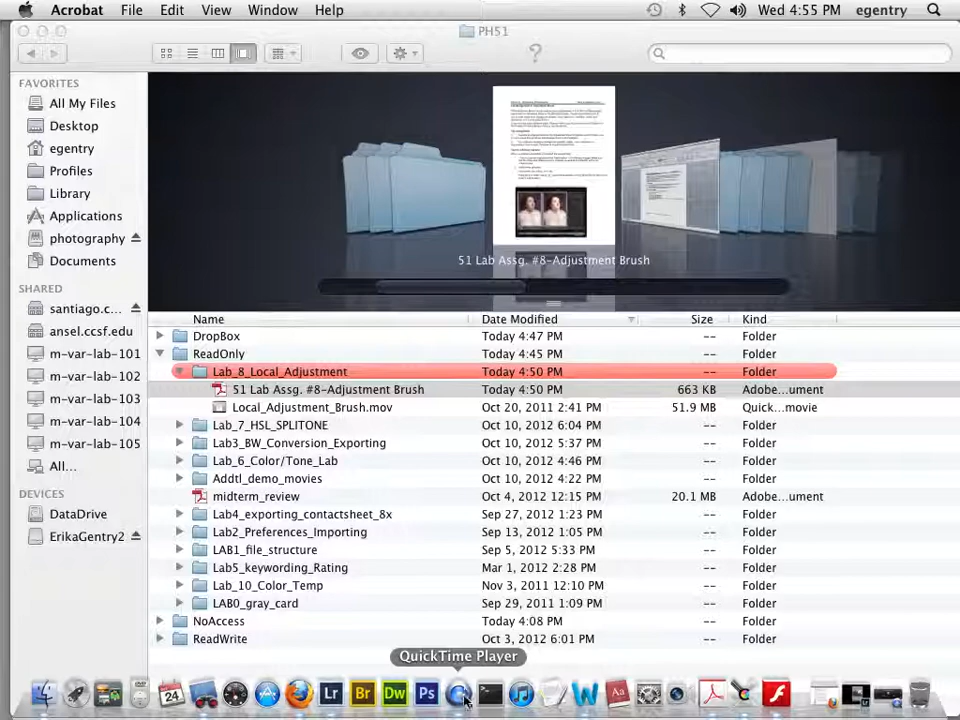 Acrobat File Edit View Window Help Wed 4:55 PM egentry
PH51
FAVORITES
All My Files
Desktop
egentry
Profiles
Library
Applications
photography
Documents
SHARED
santiago.c...
ansel.ccsf.edu
m-var-lab-101
m-var-lab-102
m-var-lab-103
m-var-lab-104
m-var-lab-105
All...
DEVICES
DataDrive
ErikaGentry2
51 Lab Assg. #8-Adjustment Brush
Name Date Modified Size Kind
DropBox Today 4:47 PM -- Folder
ReadOnly Today 4:45 PM -- Folder
Lab_8_Local_Adjustment Today 4:50 PM -- Folder
51 Lab Assg. #8-Adjustment Brush Today 4:50 PM 663 KB Adobe...ument
Local_Adjustment_Brush.mov Oct 20, 2011 2:41 PM 51.9 MB Quick...movie
Lab_7_HSL_SPLITONE Oct 10, 2012 6:04 PM -- Folder
Lab3_BW_Conversion_Exporting Oct 10, 2012 5:37 PM -- Folder
Lab_6_Color/Tone_Lab Oct 10, 2012 4:46 PM -- Folder
Addtl_demo_movies Oct 10, 2012 4:22 PM -- Folder
midterm_review Oct 4, 2012 12:15 PM 20.1 MB Adobe...ument
Lab4_exporting_contactsheet_8x Sep 27, 2012 1:23 PM -- Folder
Lab2_Preferences_Importing Sep 13, 2012 1:05 PM -- Folder
LAB1_file_structure Sep 5, 2012 5:33 PM -- Folder
Lab5_keywording_Rating Mar 1, 2012 2:28 PM -- Folder
Lab_10_Color_Temp Nov 3, 2011 12:10 PM -- Folder
LAB0_gray_card Sep 29, 2011 1:09 PM -- Folder
NoAccess Today 4:08 PM -- Folder
ReadWrite Oct 3, 2012 6:01 PM -- Folder
QuickTime Player
24 Lr Br Dw Ps Aa